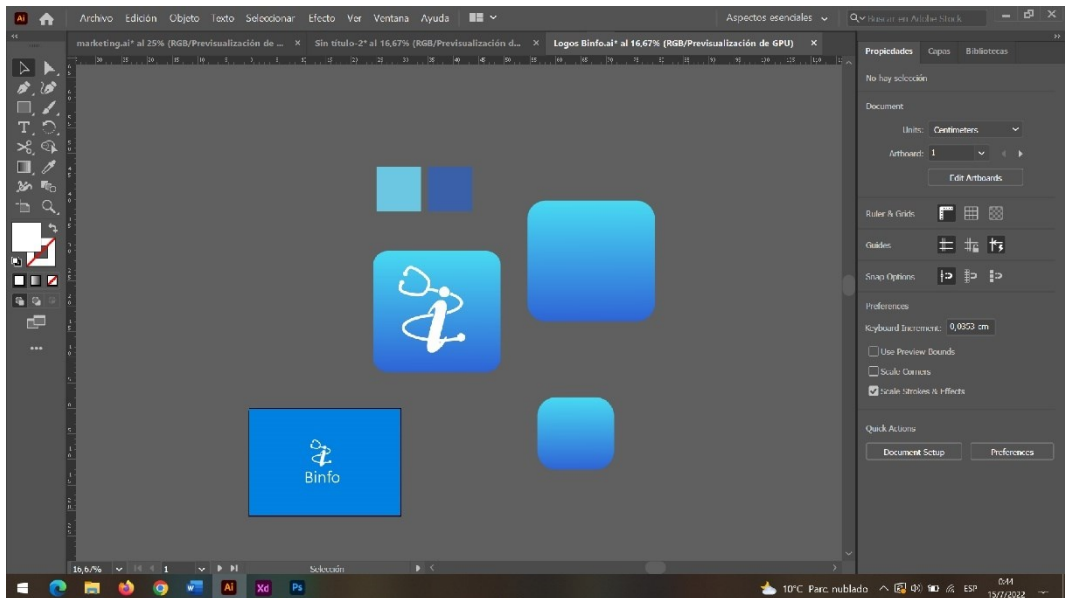 Ai Archivo Edición Objeto Texto Seleccionar Efecto Ver Ventana Ayuda Aspectos esenciales Buscar en Adobe Stock
marketing.ai* al 25% (RGB/Previsualización de ... × Sin título-2* al 16,67% (RGB/Previsualización d... × Logos Binfo.ai* al 16,67% (RGB/Previsualización de GPU) ×
Propiedades Capas Bibliotecas
No hay selección
Document
Units: Centimeters
Artboard: 1
Edit Artboards
Ruler & Grids
Guides
Snap Options
Preferences
Keyboard Increment: 0,0353 cm
Use Preview Bounds
Scale Corners
Scale Strokes & Effects
Quick Actions
Document Setup Preferences
Binfo
16,67% 1 Selección
Ai Xd Ps 10°C Parc. nublado ESP 0:44
15/7/2022